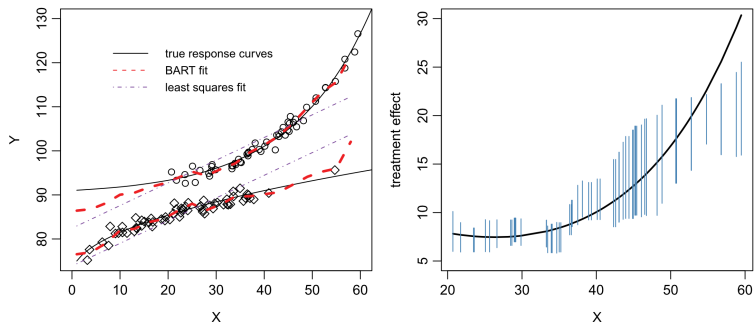 130
120
110
100
90
80
Y
true response curves
BART fit
least squares fit
0 10 20 30 40 50 60
X
30
25
20
15
10
5
treatment effect
20 30 40 50 60
X